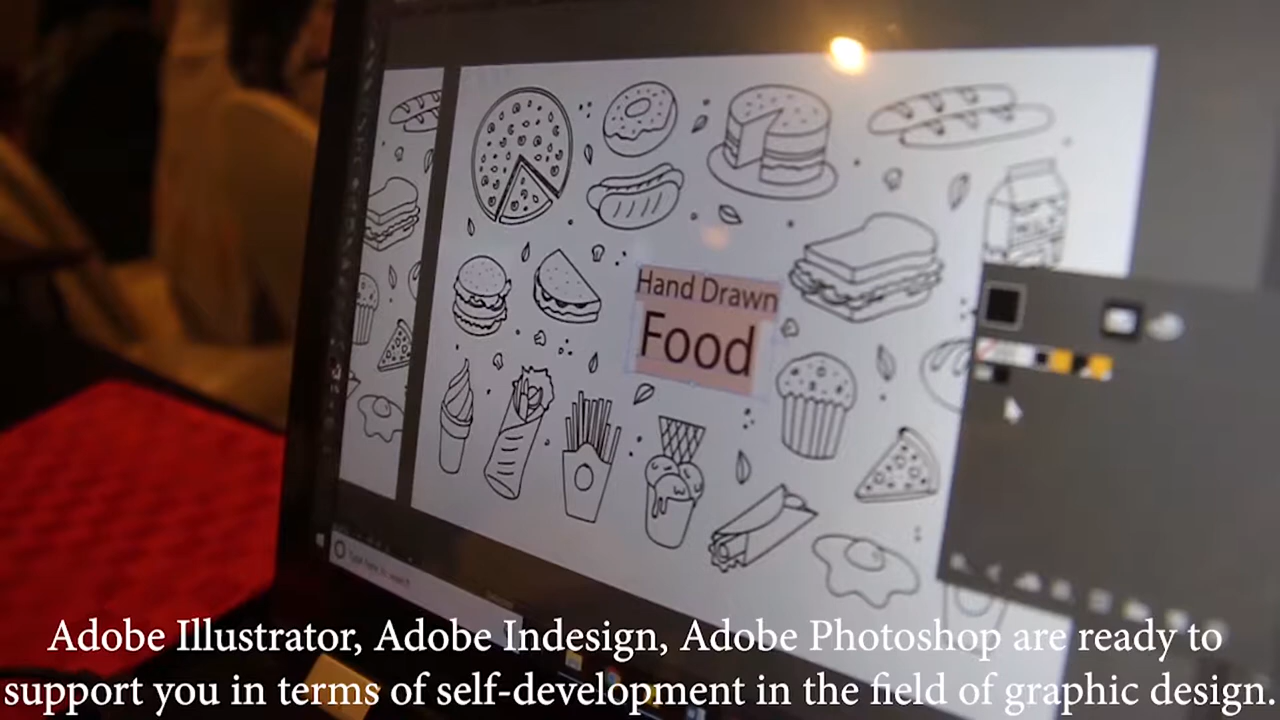 Hand Drawn
Food
Adobe Illustrator, Adobe Indesign, Adobe Photoshop are ready to
support you in terms of self-development in the field of graphic design.